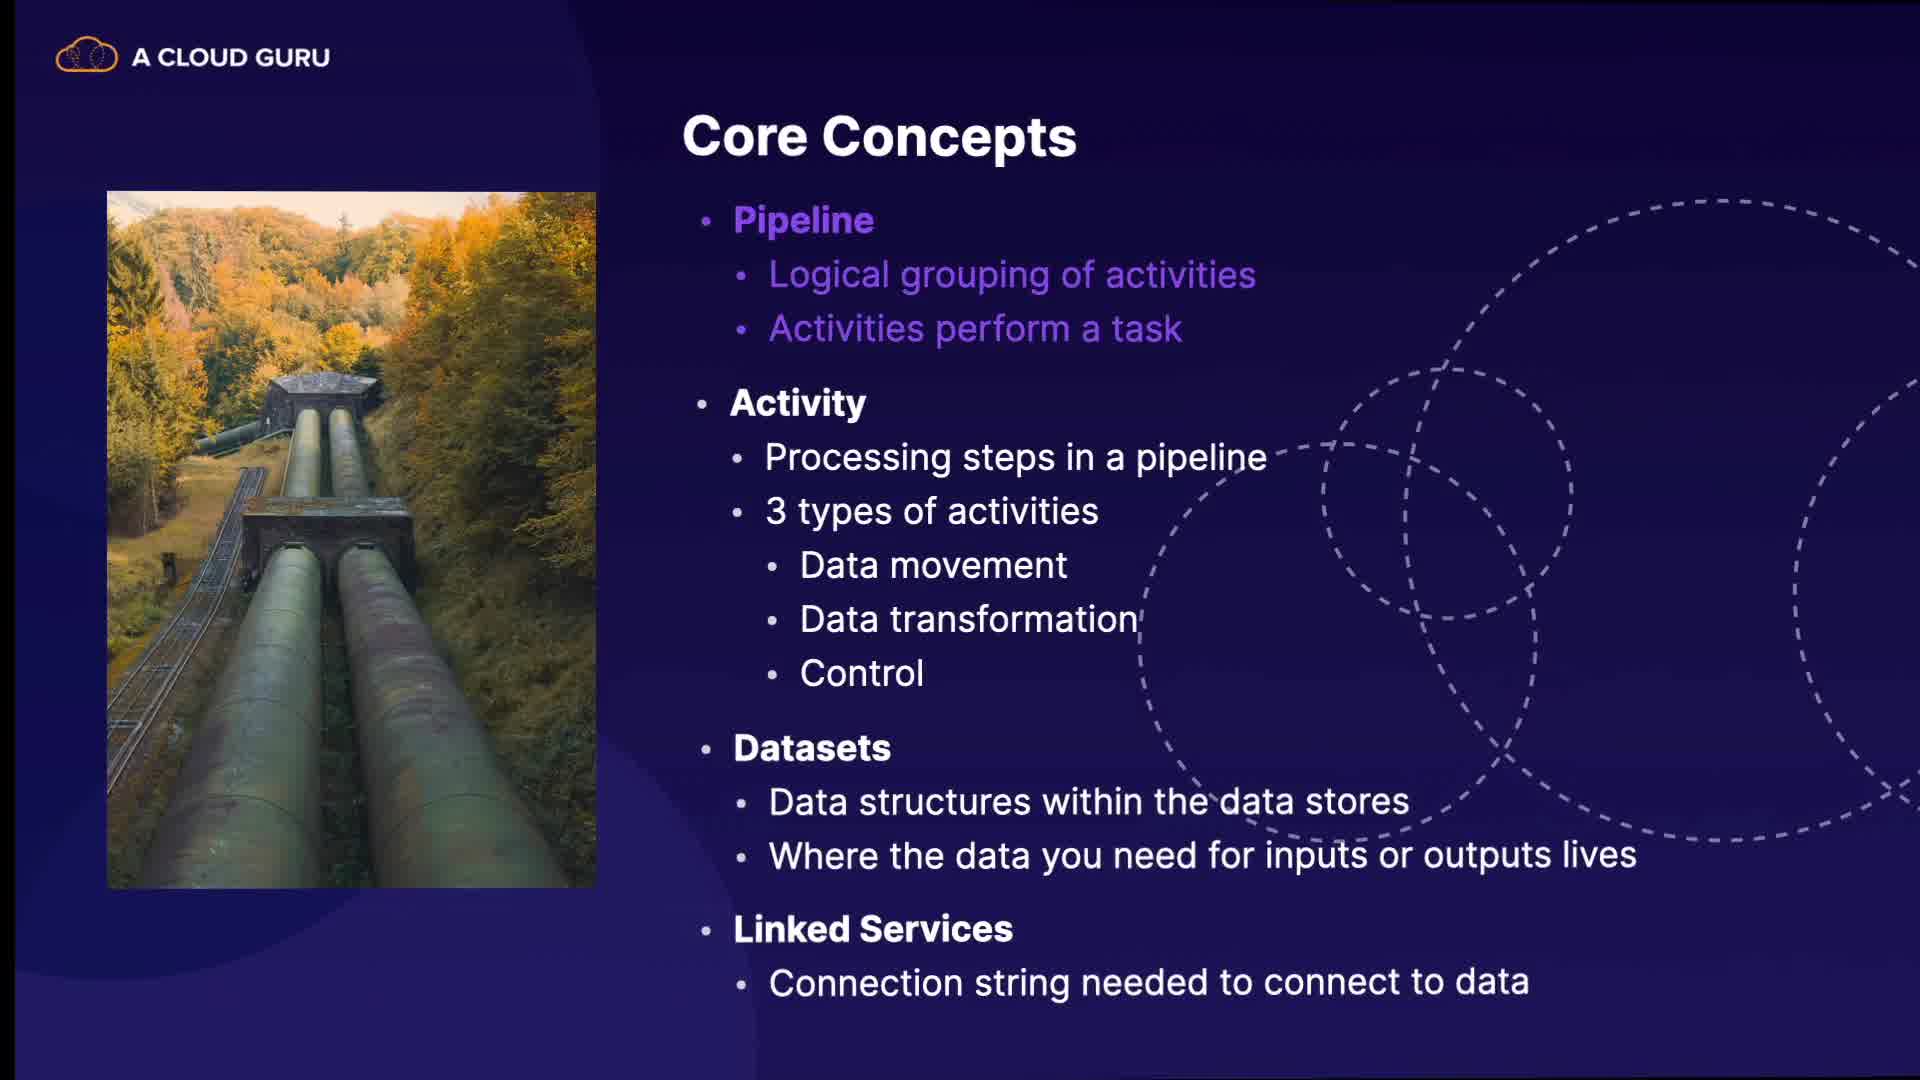 A CLOUD GURU
Core Concepts
• Pipeline
• Logical grouping of activities
• Activities perform a task
• Activity
• Processing steps in a pipeline
• 3 types of activities
• Data movement
• Data transformation
• Control
• Datasets
• Data structures within the data stores
• Where the data you need for inputs or outputs lives
• Linked Services
• Connection string needed to connect to data